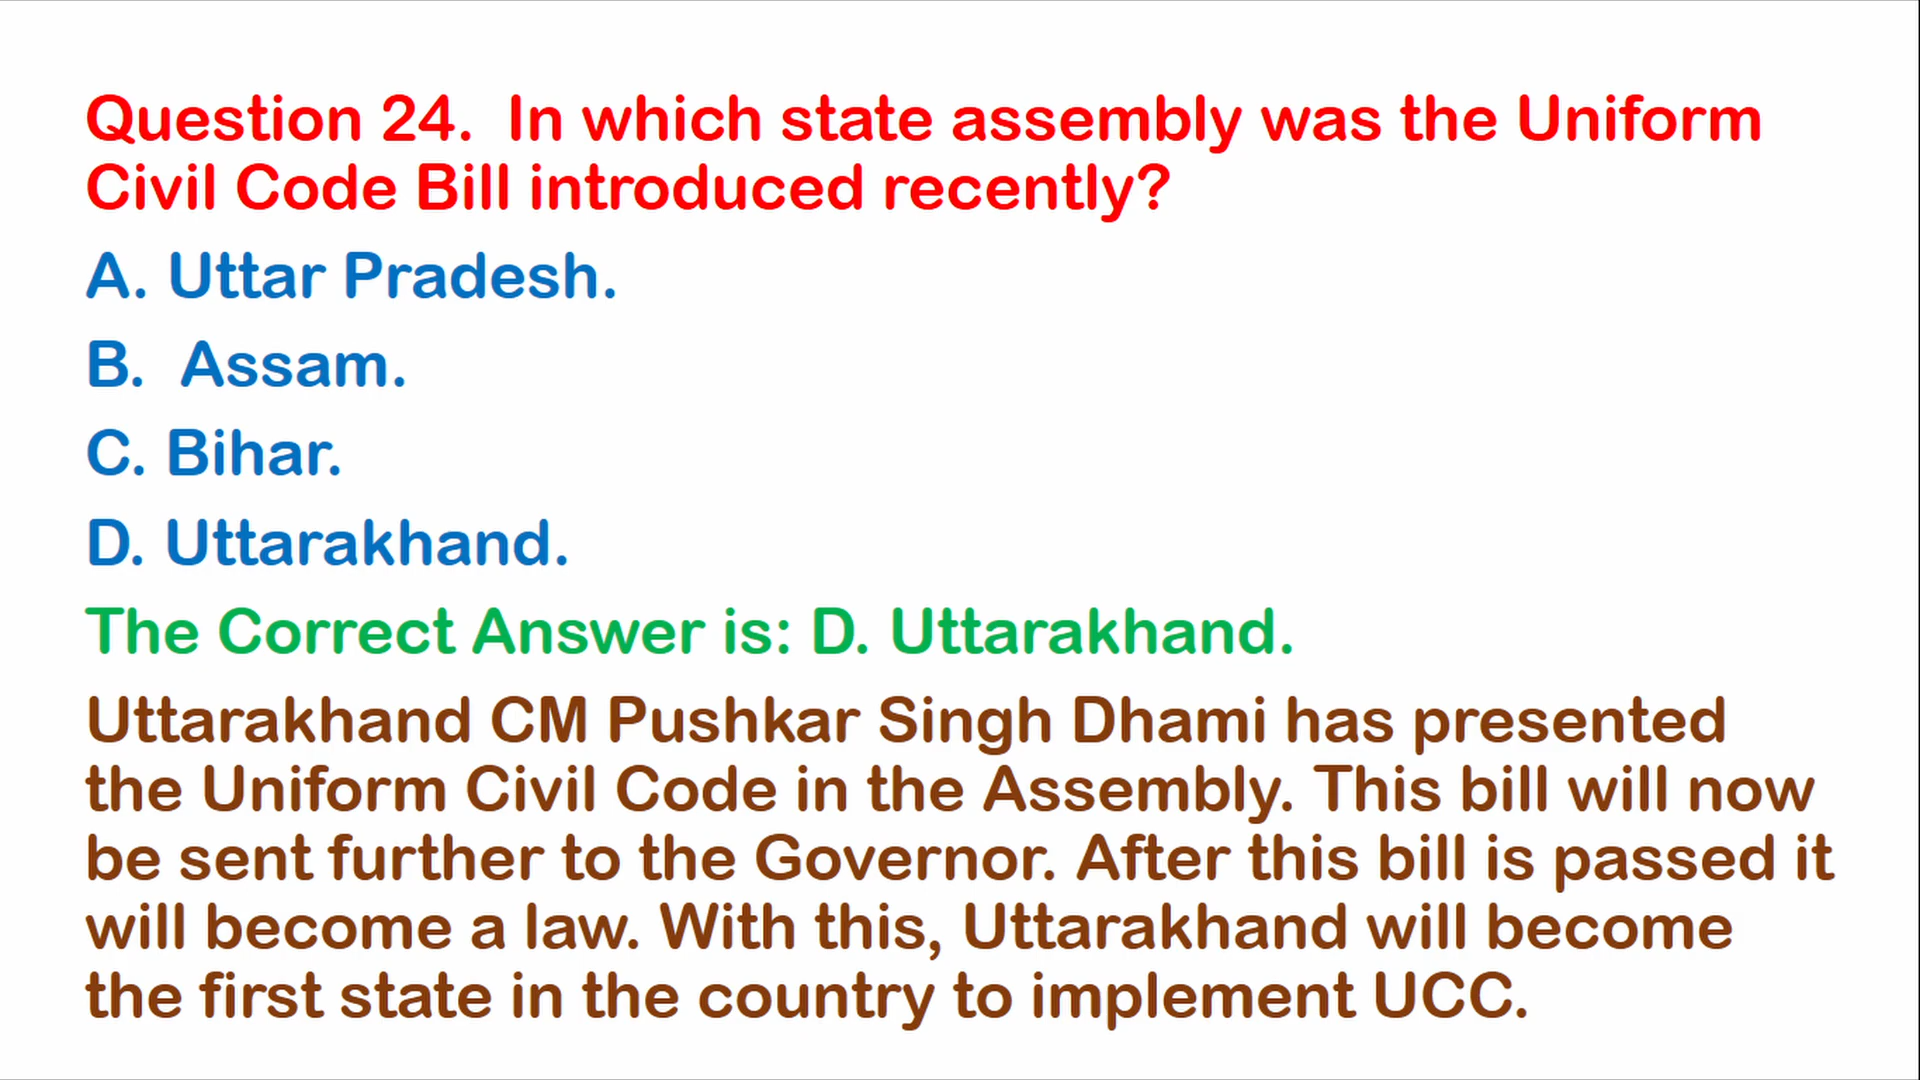 Question 24.  In which state assembly was the Uniform
Civil Code Bill introduced recently?
A. Uttar Pradesh.
B.  Assam.
C. Bihar.
D. Uttarakhand.
The Correct Answer is: D. Uttarakhand.
Uttarakhand CM Pushkar Singh Dhami has presented
the Uniform Civil Code in the Assembly. This bill will now
be sent further to the Governor. After this bill is passed it
will become a law. With this, Uttarakhand will become
the first state in the country to implement UCC.